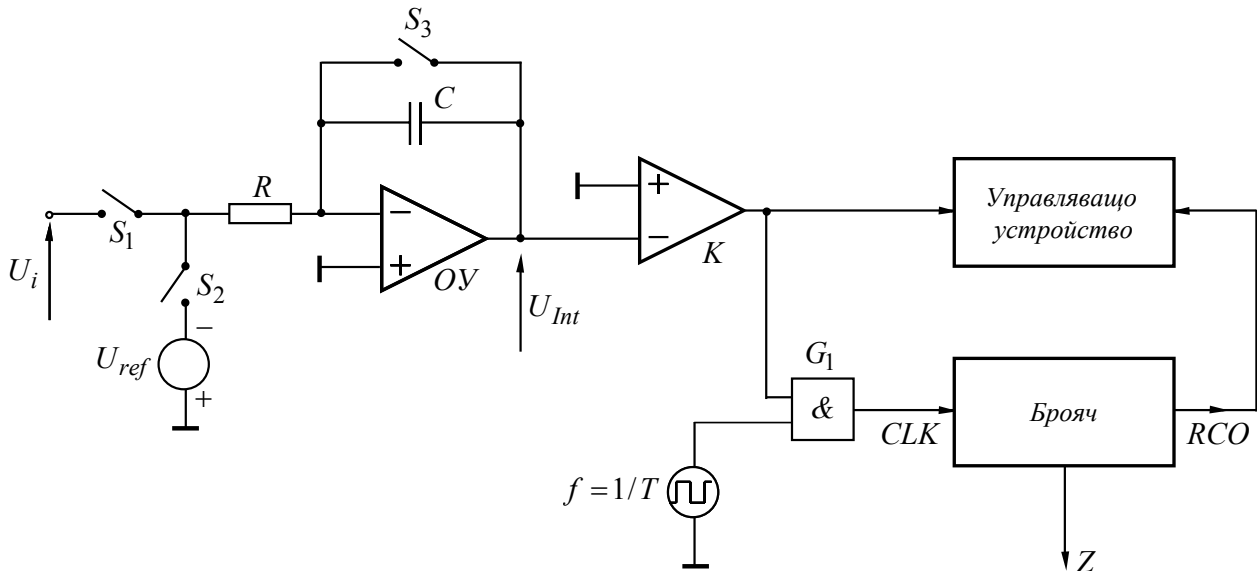 S3
C
R
S1
Ui
S2
−
Uref
+
−
+
ОУ
UInt
+
−
K
Управляващо
устройство
G1
&
CLK
Брояч
RCO
f = 1/T
Z